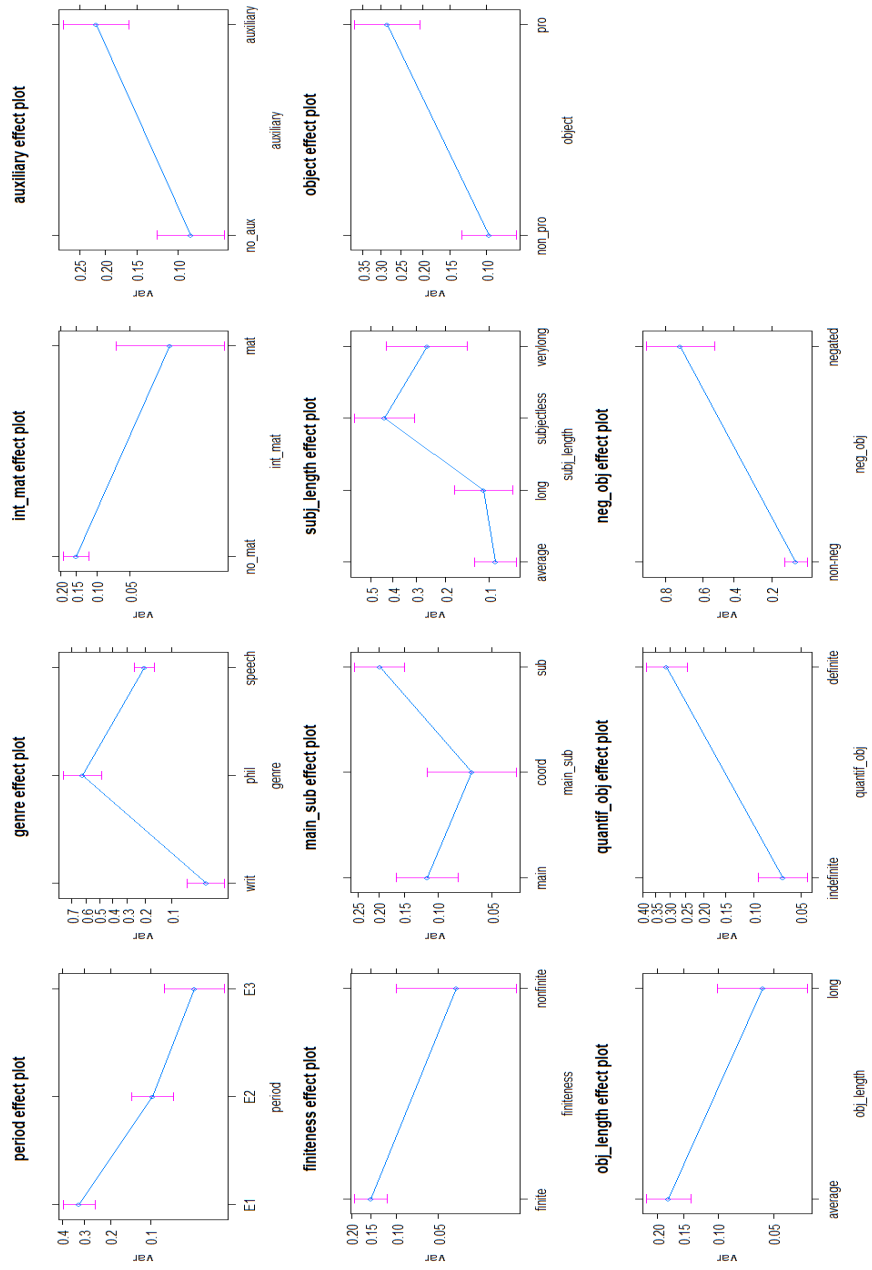 period effect plot
var
0.4
0.3
0.2
0.1
E1
E2
E3
period
genre effect plot
var
0.7
0.6
0.5
0.4
0.3
0.2
0.1
writ
phil
speech
genre
int_mat effect plot
var
0.20
0.15
0.10
0.05
no_mat
mat
int_mat
auxiliary effect plot
var
0.25
0.20
0.15
0.10
no_aux
auxiliary
auxiliary
finiteness effect plot
var
0.20
0.15
0.10
0.05
finite
nonfinite
finiteness
main_sub effect plot
var
0.25
0.20
0.15
0.10
0.05
main
coord
sub
main_sub
subj_length effect plot
var
0.5
0.4
0.3
0.2
0.1
average
long
subjectless
verylong
subj_length
object effect plot
var
0.35
0.30
0.25
0.20
0.15
0.10
non_pro
pro
object
obj_length effect plot
var
0.20
0.15
0.10
0.05
average
long
obj_length
quantif_obj effect plot
var
0.40
0.35
0.30
0.25
0.20
0.15
0.10
0.05
indefinite
definite
quantif_obj
neg_obj effect plot
var
0.8
0.6
0.4
0.2
non-neg
negated
neg_obj